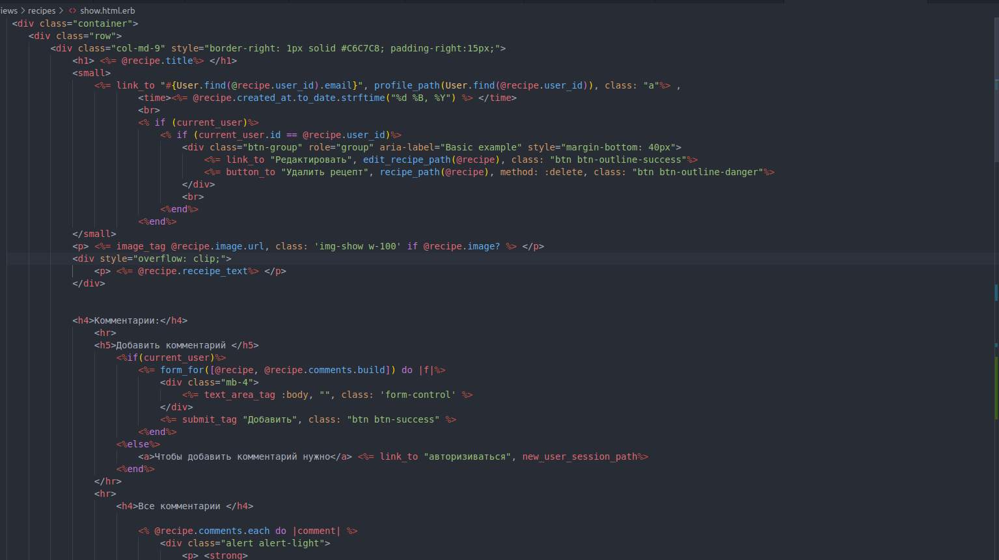 iews > recipes > <> show.html.erb
<div class="container">
<div class="row">
<div class="col-md-9" style="border-right: 1px solid #C6C7C8; padding-right:15px;">
<h1> <%= @recipe.title%> </h1>
<small>
<%= link_to "#{User.find(@recipe.user_id).email}", profile_path(User.find(@recipe.user_id)), class: "a"%> ,
<time><%= @recipe.created_at.to_date.strftime("%d %B, %Y") %> </time>
<br>
<% if (current_user)%>
<% if (current_user.id == @recipe.user_id)%>
<div class="btn-group" role="group" aria-label="Basic example" style="margin-bottom: 40px">
<%= link_to "Редактировать", edit_recipe_path(@recipe), class: "btn btn-outline-success"%>
<%= button_to "Удалить рецепт", recipe_path(@recipe), method: :delete, class: "btn btn-outline-danger"%>
</div>
<br>
<%end%>
<%end%>
</small>
<p> <%= image_tag @recipe.image.url, class: 'img-show w-100' if @recipe.image? %> </p>
<div style="overflow: clip;">
<p> <%= @recipe.receipe_text%> </p>
</div>
<h4>Комментарии:</h4>
<hr>
<h5>Добавить комментарий </h5>
<%if(current_user)%>
<%= form_for([@recipe, @recipe.comments.build]) do |f|%>
<div class="mb-4">
<%= text_area_tag :body, "", class: 'form-control' %>
</div>
<%= submit_tag "Добавить", class: "btn btn-success" %>
<%end%>
<%else%>
<a>Чтобы добавить комментарий нужно</a> <%= link_to "авторизиваться", new_user_session_path%>
<%end%>
</hr>
<hr>
<h4>Все комментарии </h4>
<% @recipe.comments.each do |comment| %>
<div class="alert alert-light">
<p> <strong>